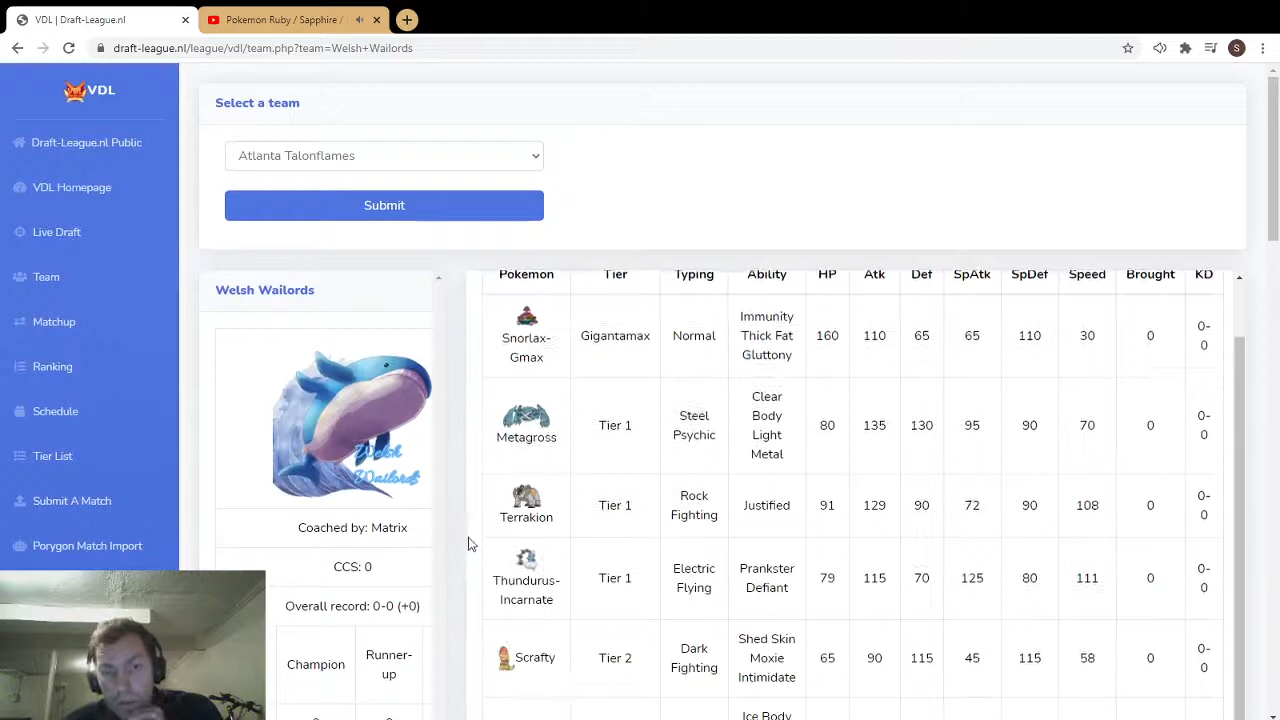 VDL | Draft-League.nl
Pokemon Ruby / Sapphire /
draft-league.nl/league/vdl/team.php?team=Welsh+Wailords
S
VDL
Draft-League.nl Public
VDL Homepage
Live Draft
Team
Matchup
Ranking
Schedule
Tier List
Submit A Match
Porygon Match Import
Select a team
Atlanta Talonflames
Submit
Welsh Wailords
Welsh
Wailords
Coached by: Matrix
CCS: 0
Overall record: 0-0 (+0)
Champion Runner-up
Pokemon Tier Typing Ability HP Atk Def SpAtk SpDef Speed Brought KD
Snorlax-Gmax Gigantamax Normal Immunity Thick Fat Gluttony 160 110 65 65 110 30 0 0-0
Metagross Tier 1 Steel Psychic Clear Body Light Metal 80 135 130 95 90 70 0 0-0
Terrakion Tier 1 Rock Fighting Justified 91 129 90 72 90 108 0 0-0
Thundurus-Incarnate Tier 1 Electric Flying Prankster Defiant 79 115 70 125 80 111 0 0-0
Scrafty Tier 2 Dark Fighting Shed Skin Moxie Intimidate 65 90 115 45 115 58 0 0-0
Ice Body